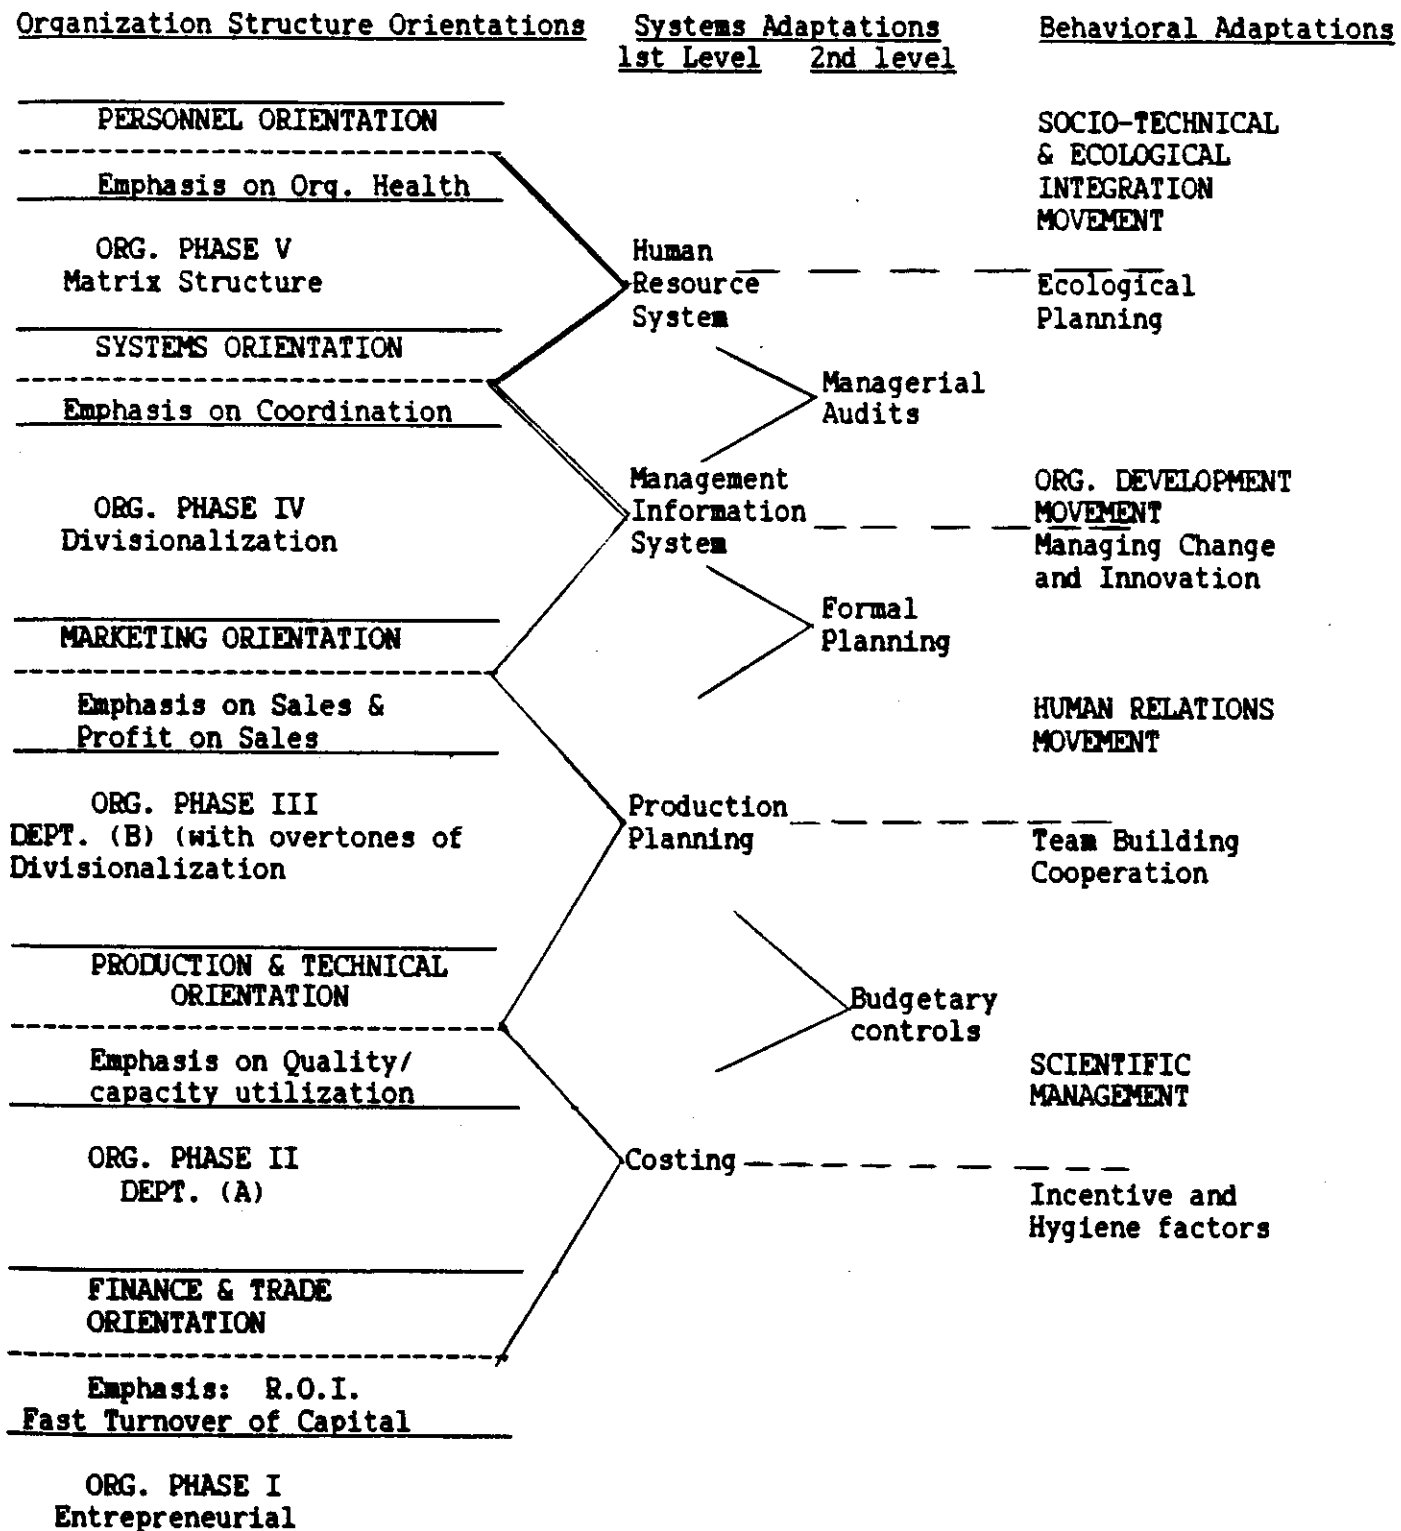 Organization Structure Orientations
Systems Adaptations
1st Level 2nd level
Behavioral Adaptations
PERSONNEL ORIENTATION
Emphasis on Org. Health
ORG. PHASE V
Matrix Structure
SYSTEMS ORIENTATION
Emphasis on Coordination
ORG. PHASE IV
Divisionalization
MARKETING ORIENTATION
Emphasis on Sales &
Profit on Sales
ORG. PHASE III
DEPT. (B) (with overtones of
Divisionalization
PRODUCTION & TECHNICAL
ORIENTATION
Emphasis on Quality/
capacity utilization
ORG. PHASE II
DEPT. (A)
FINANCE & TRADE
ORIENTATION
Emphasis: R.O.I.
Fast Turnover of Capital
ORG. PHASE I
Entrepreneurial
Human
Resource
System
Managerial
Audits
Management
Information
System
Formal
Planning
Production
Planning
Budgetary
controls
Costing
SOCIO-TECHNICAL
& ECOLOGICAL
INTEGRATION
MOVEMENT
Ecological
Planning
ORG. DEVELOPMENT
MOVEMENT
Managing Change
and Innovation
HUMAN RELATIONS
MOVEMENT
Team Building
Cooperation
SCIENTIFIC
MANAGEMENT
Incentive and
Hygiene factors